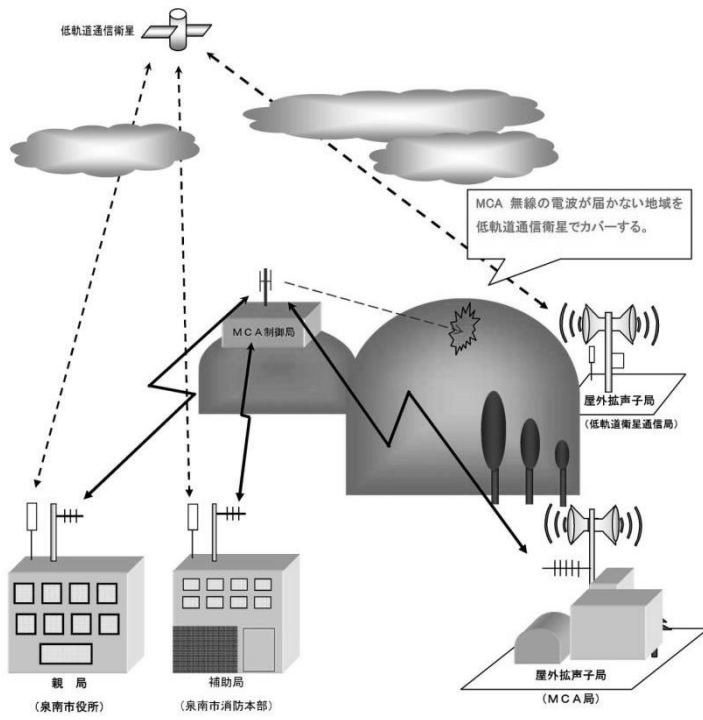 低軌道通信衛星
MCA 無線の電波が届かない地域を
低軌道通信衛星でカバーする。
MCA制御局
屋外拡声子局
（低軌道衛星通信局）
親　局
（泉南市役所）
補助局
（泉南市消防本部）
屋外拡声子局
（MCA局）